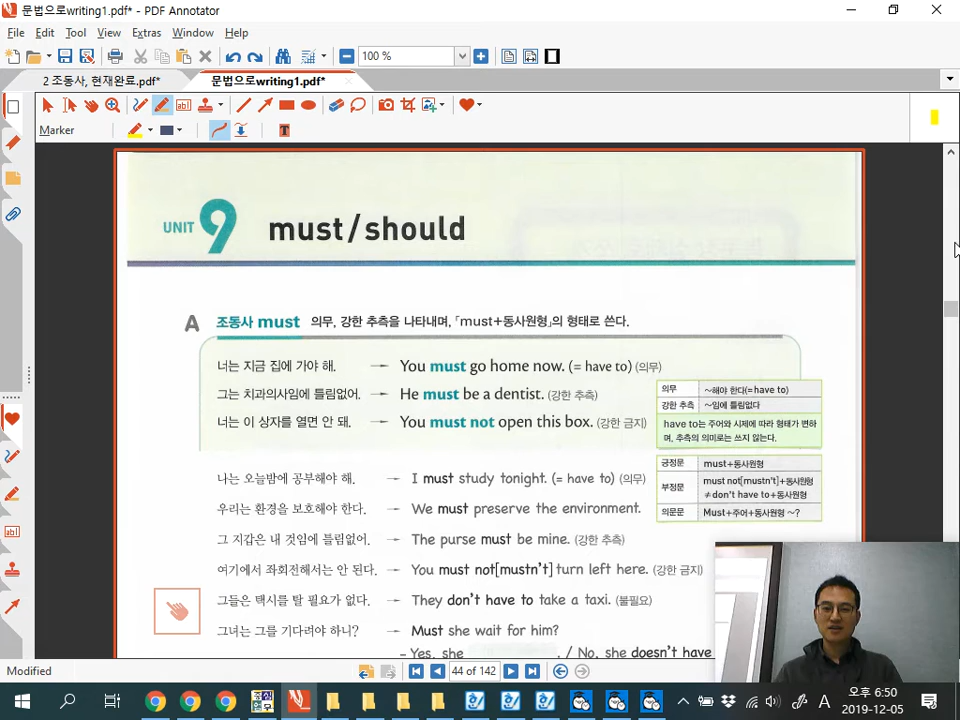 문법으로writing1.pdf* - PDF Annotator
File Edit Tool View Extras Window Help
100 %
2 조동사, 현재완료.pdf* 문법으로writing1.pdf*
Marker
UNIT 9 must/should
A 조동사 must 의무, 강한 추측을 나타내며, 「must+동사원형」의 형태로 쓴다.
너는 지금 집에 가야 해. → You must go home now. (= have to) (의무)
그는 치과의사임에 틀림없어. → He must be a dentist. (강한 추측)
너는 이 상자를 열면 안 돼. → You must not open this box. (강한 금지)
의무 ~해야 한다(=have to)
강한 추측 ~임에 틀림없다
have to는 주어와 시제에 따라 형태가 변하
며, 추측의 의미로는 쓰지 않는다.
긍정문 must+동사원형
부정문 must not[mustn't]+동사원형
≠don't have to+동사원형
의문문 Must+주어+동사원형 ~?
나는 오늘밤에 공부해야 해. → I must study tonight. (= have to) (의무)
우리는 환경을 보호해야 한다. → We must preserve the environment.
그 지갑은 내 것임에 틀림없어. → The purse must be mine. (강한 추측)
여기에서 좌회전해서는 안 된다. → You must not[mustn't] turn left here. (강한 금지)
그들은 택시를 탈 필요가 없다. → They don't have to take a taxi. (불필요)
그녀는 그를 기다려야 하니? → Must she wait for him?
– Yes, she . / No, she doesn't have
Modified 44 of 142
A 오후 6:50
2019-12-05